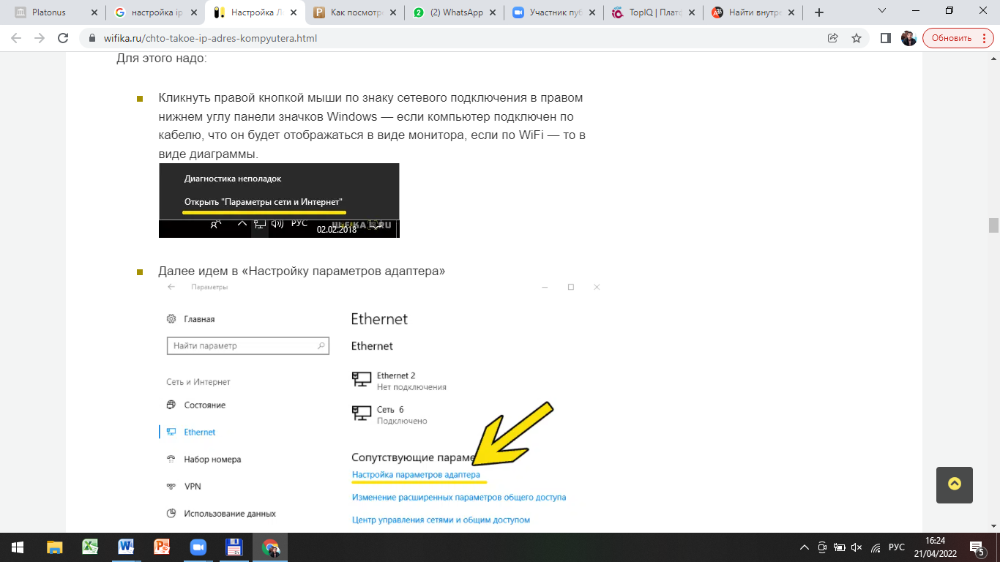 Platonus
настройка ip
Настройка Л
Как посмотр
(2) WhatsApp
Участник пуб
TopIQ | Плат
Найти внутре
wifika.ru/chto-takoe-ip-adres-kompyutera.html
Обновить
Для этого надо:
Кликнуть правой кнопкой мыши по знаку сетевого подключения в правом
нижнем углу панели значков Windows — если компьютер подключен по
кабелю, что он будет отображаться в виде монитора, если по WiFi — то в
виде диаграммы.
Диагностика неполадок
Открыть "Параметры сети и Интернет"
РУС
WIFIKA.RU
02.02.2018
Далее идем в «Настройку параметров адаптера»
Параметры
Главная
Найти параметр
Сеть и Интернет
Состояние
Ethernet
Набор номера
VPN
Использование данных
Ethernet
Ethernet
Ethernet 2
Нет подключения
Сеть 6
Подключено
Сопутствующие параме
Настройка параметров адаптера
Изменение расширенных параметров общего доступа
Центр управления сетями и общим доступом
РУС
16:24
21/04/2022
5